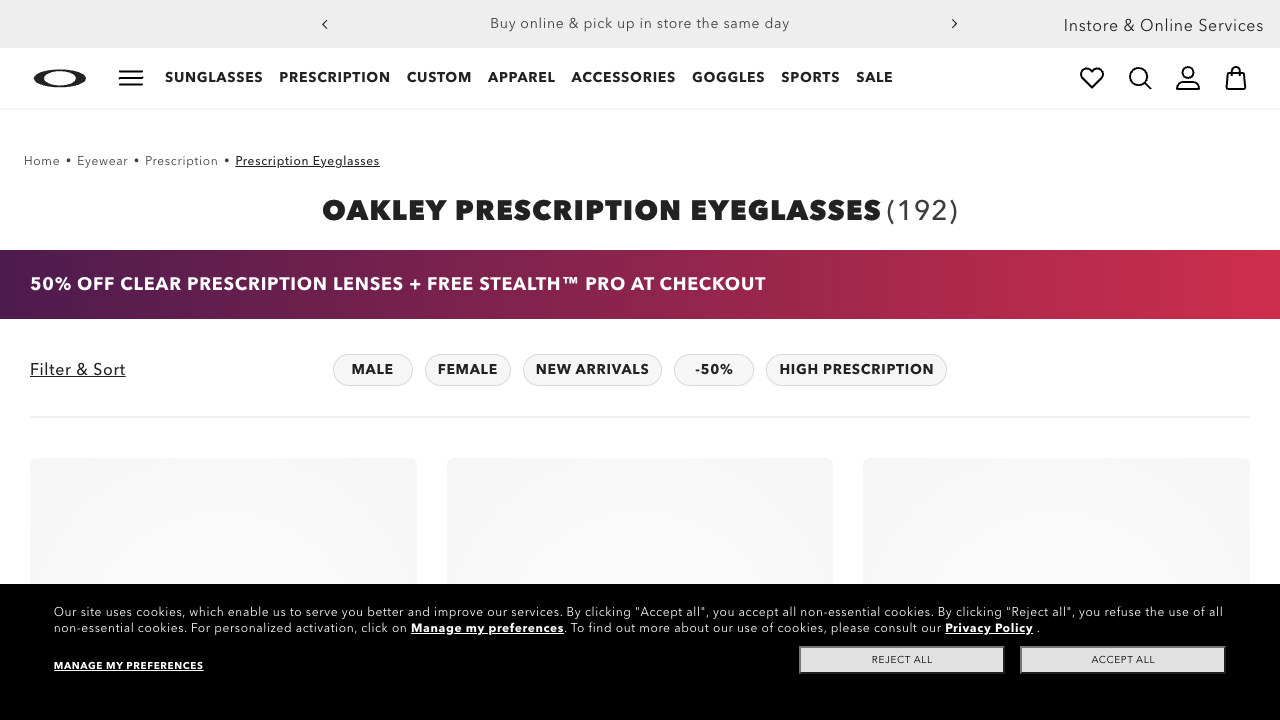 Buy online & pick up in store the same day
Instore & Online Services
SUNGLASSES PRESCRIPTION CUSTOM APPAREL ACCESSORIES GOGGLES SPORTS SALE
Home • Eyewear • Prescription • Prescription Eyeglasses
OAKLEY PRESCRIPTION EYEGLASSES (192)
50% OFF CLEAR PRESCRIPTION LENSES + FREE STEALTH™ PRO AT CHECKOUT
Filter & Sort
MALE FEMALE NEW ARRIVALS -50% HIGH PRESCRIPTION
Our site uses cookies, which enable us to serve you better and improve our services. By clicking "Accept all", you accept all non-essential cookies. By clicking "Reject all", you refuse the use of all
non-essential cookies. For personalized activation, click on Manage my preferences. To find out more about our use of cookies, please consult our Privacy Policy .
MANAGE MY PREFERENCES
REJECT ALL
ACCEPT ALL